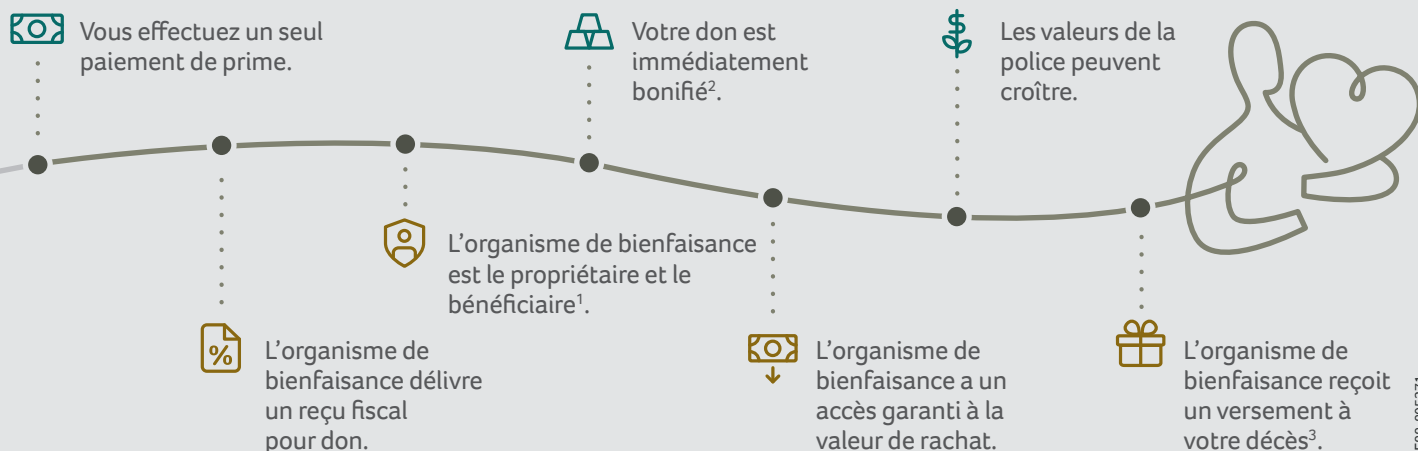 Vous effectuez un seul
paiement de prime.
L'organisme de
bienfaisance délivre
un reçu fiscal
pour don.
L'organisme de bienfaisance
est le propriétaire et le
bénéficiaire¹.
Votre don est
immédiatement
bonifié².
L'organisme de
bienfaisance a un
accès garanti à la
valeur de rachat.
$
Les valeurs de la
police peuvent
croître.
L'organisme de
bienfaisance reçoit
un versement à
votre décès³.
%